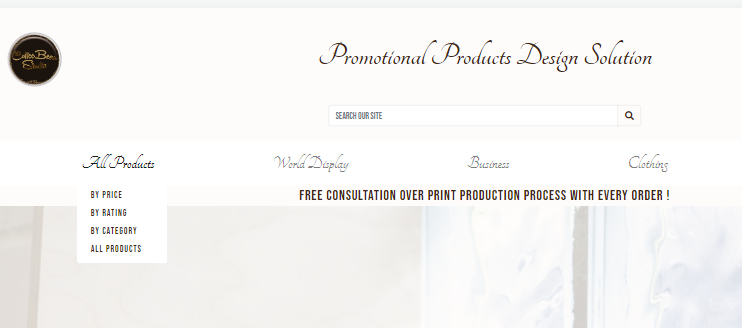 Coffee Bean
Studio
Promotional Products Design Solution
SEARCH OUR SITE
All Products
World Display
Business
Clothing
FREE CONSULTATION OVER PRINT PRODUCTION PROCESS WITH EVERY ORDER !
BY PRICE
BY RATING
BY CATEGORY
ALL PRODUCTS